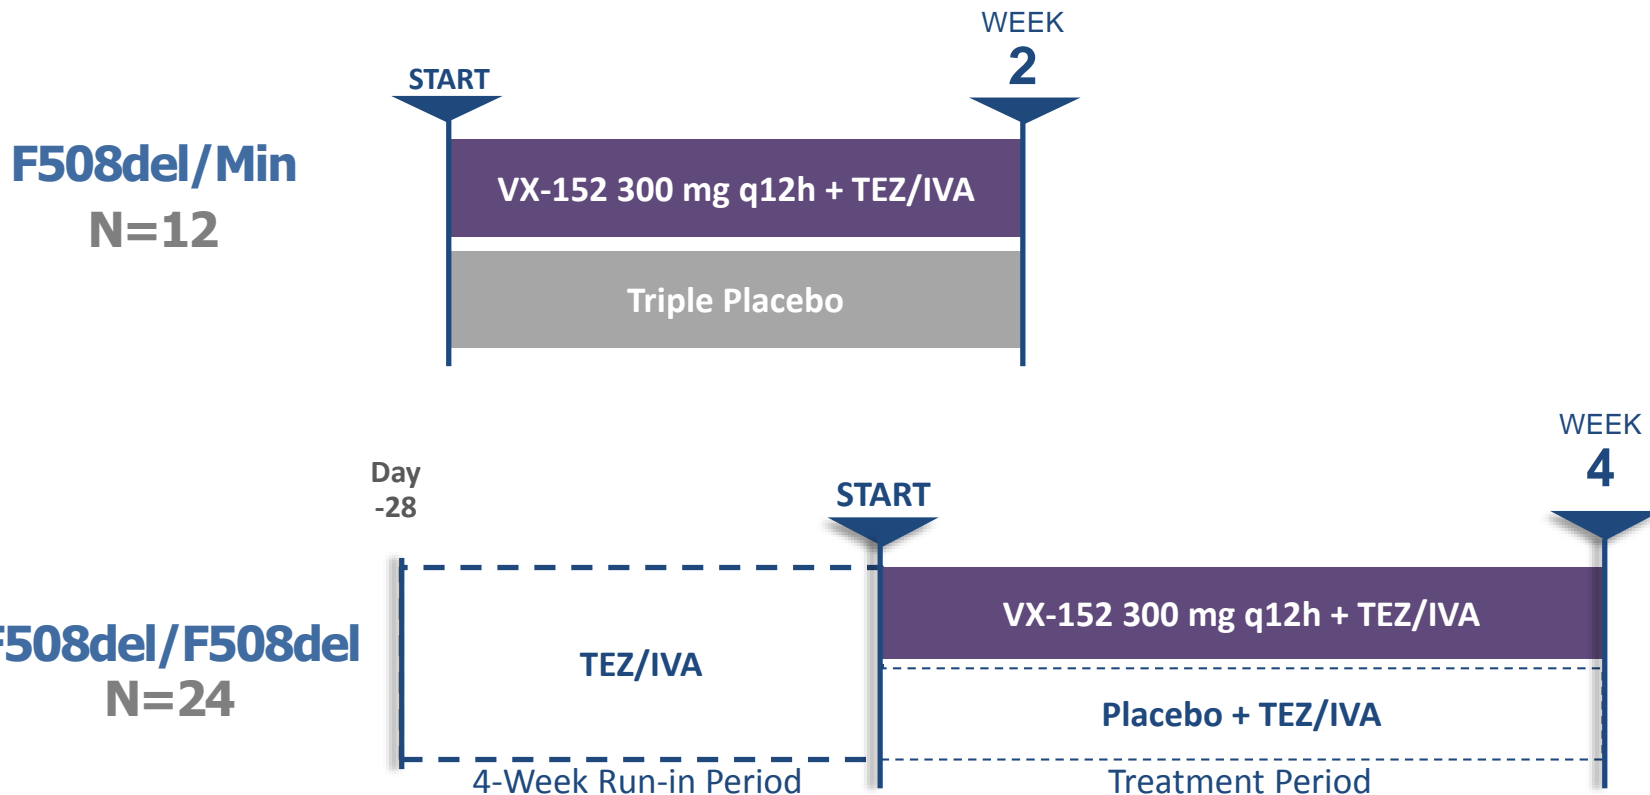 WEEK
2
START
F508del/Min
N=12
VX-152 300 mg q12h + TEZ/IVA
Triple Placebo
WEEK
4
Day
-28
START
F508del/F508del
N=24
TEZ/IVA
VX-152 300 mg q12h + TEZ/IVA
Placebo + TEZ/IVA
4-Week Run-in Period
Treatment Period